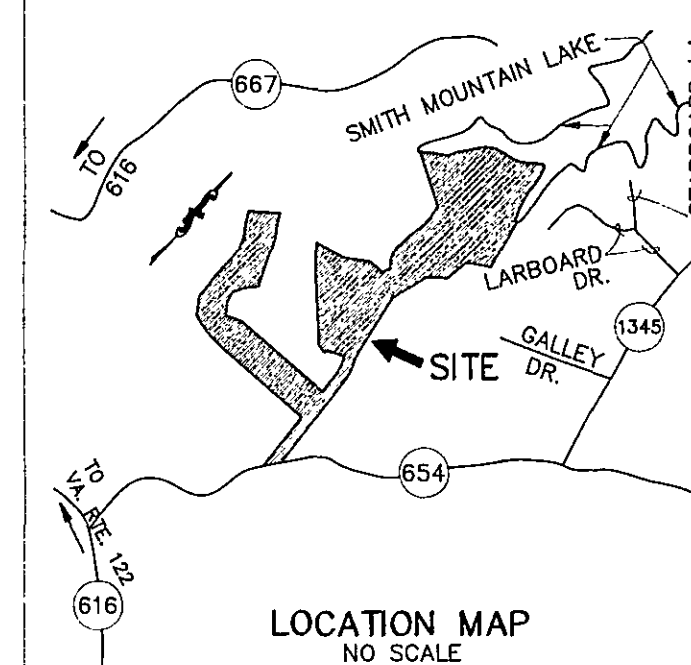 667
SMITH MOUNTAIN LAKE
TO
616
LARBOARD
DR.
1345
GALLEY
DR.
SITE
654
TO
VA. RTE. 122
616
LOCATION MAP
NO SCALE